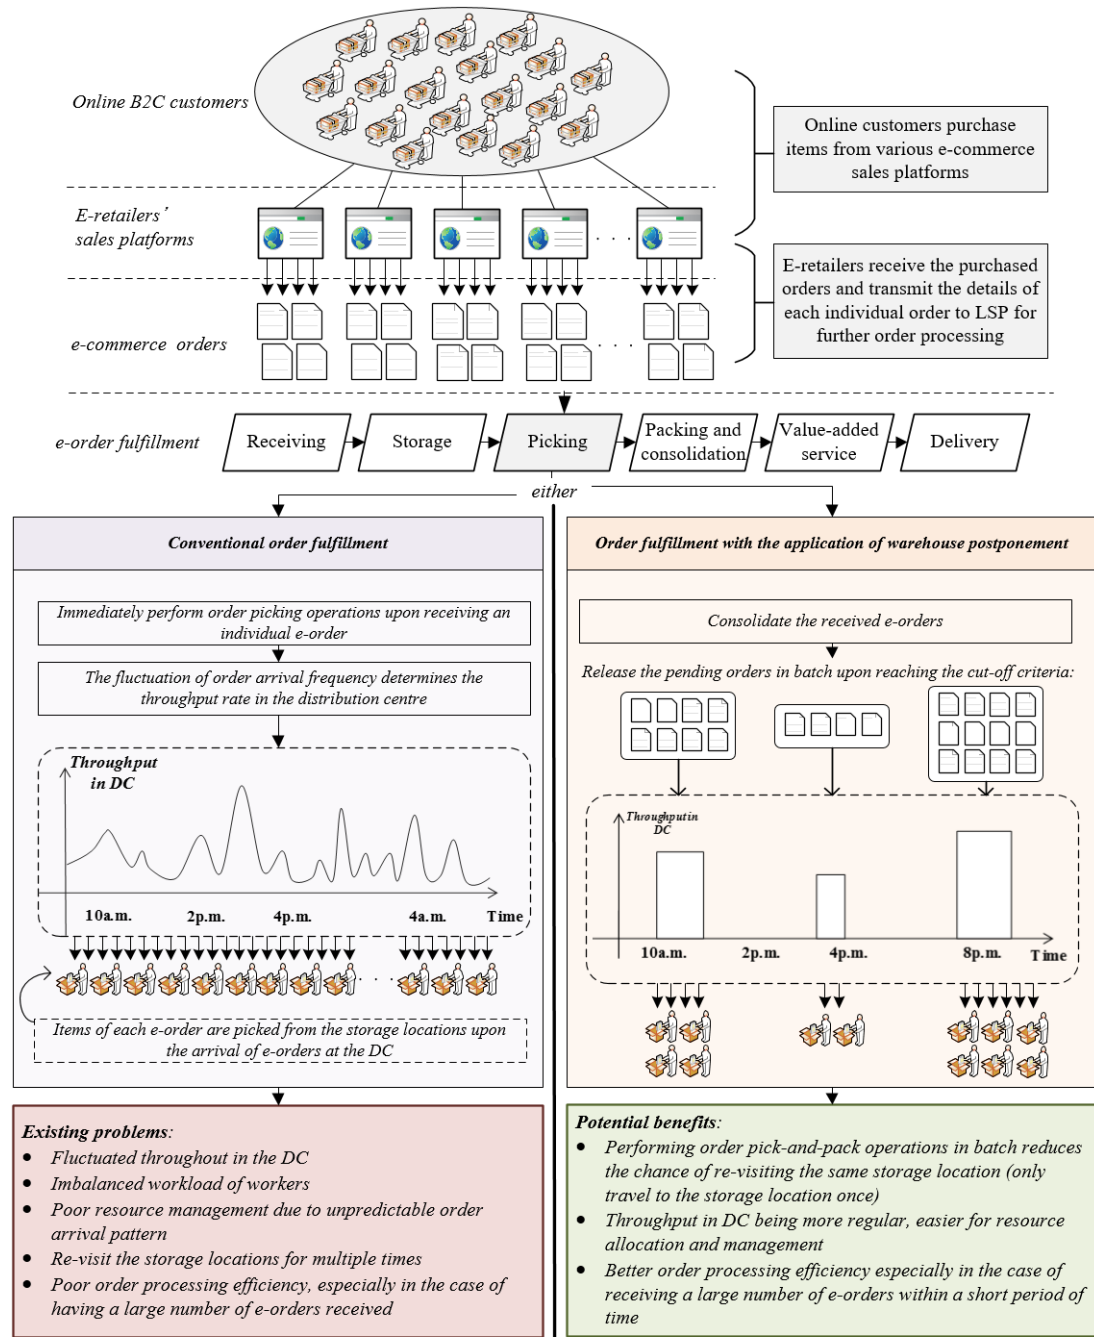 Online B2C customers
Online customers purchase
items from various e-commerce
sales platforms
E-retailers'
sales platforms
E-retailers receive the purchased
orders and transmit the details of
each individual order to LSP for
further order processing
e-commerce orders
e-order fulfillment
Receiving
Storage
Picking
Packing and
consolidation
Value-added
service
Delivery
either
Conventional order fulfillment
Immediately perform order picking operations upon receiving an
individual e-order
The fluctuation of order arrival frequency determines the
throughput rate in the distribution centre
Throughput
in DC
10a.m. 2p.m. 4p.m. 4a.m. Time
Items of each e-order are picked from the storage locations upon
the arrival of e-orders at the DC
Existing problems:
• Fluctuated throughout in the DC
• Imbalanced workload of workers
• Poor resource management due to unpredictable order
arrival pattern
• Re-visit the storage locations for multiple times
• Poor order processing efficiency, especially in the case of
having a large number of e-orders received
Order fulfillment with the application of warehouse postponement
Consolidate the received e-orders
Release the pending orders in batch upon reaching the cut-off criteria:
Throughput in
DC
10a.m. 2p.m. 4p.m. 8p.m. Time
Potential benefits:
• Performing order pick-and-pack operations in batch reduces
the chance of re-visiting the same storage location (only
travel to the storage location once)
• Throughput in DC being more regular, easier for resource
allocation and management
• Better order processing efficiency especially in the case of
receiving a large number of e-orders within a short period of
time